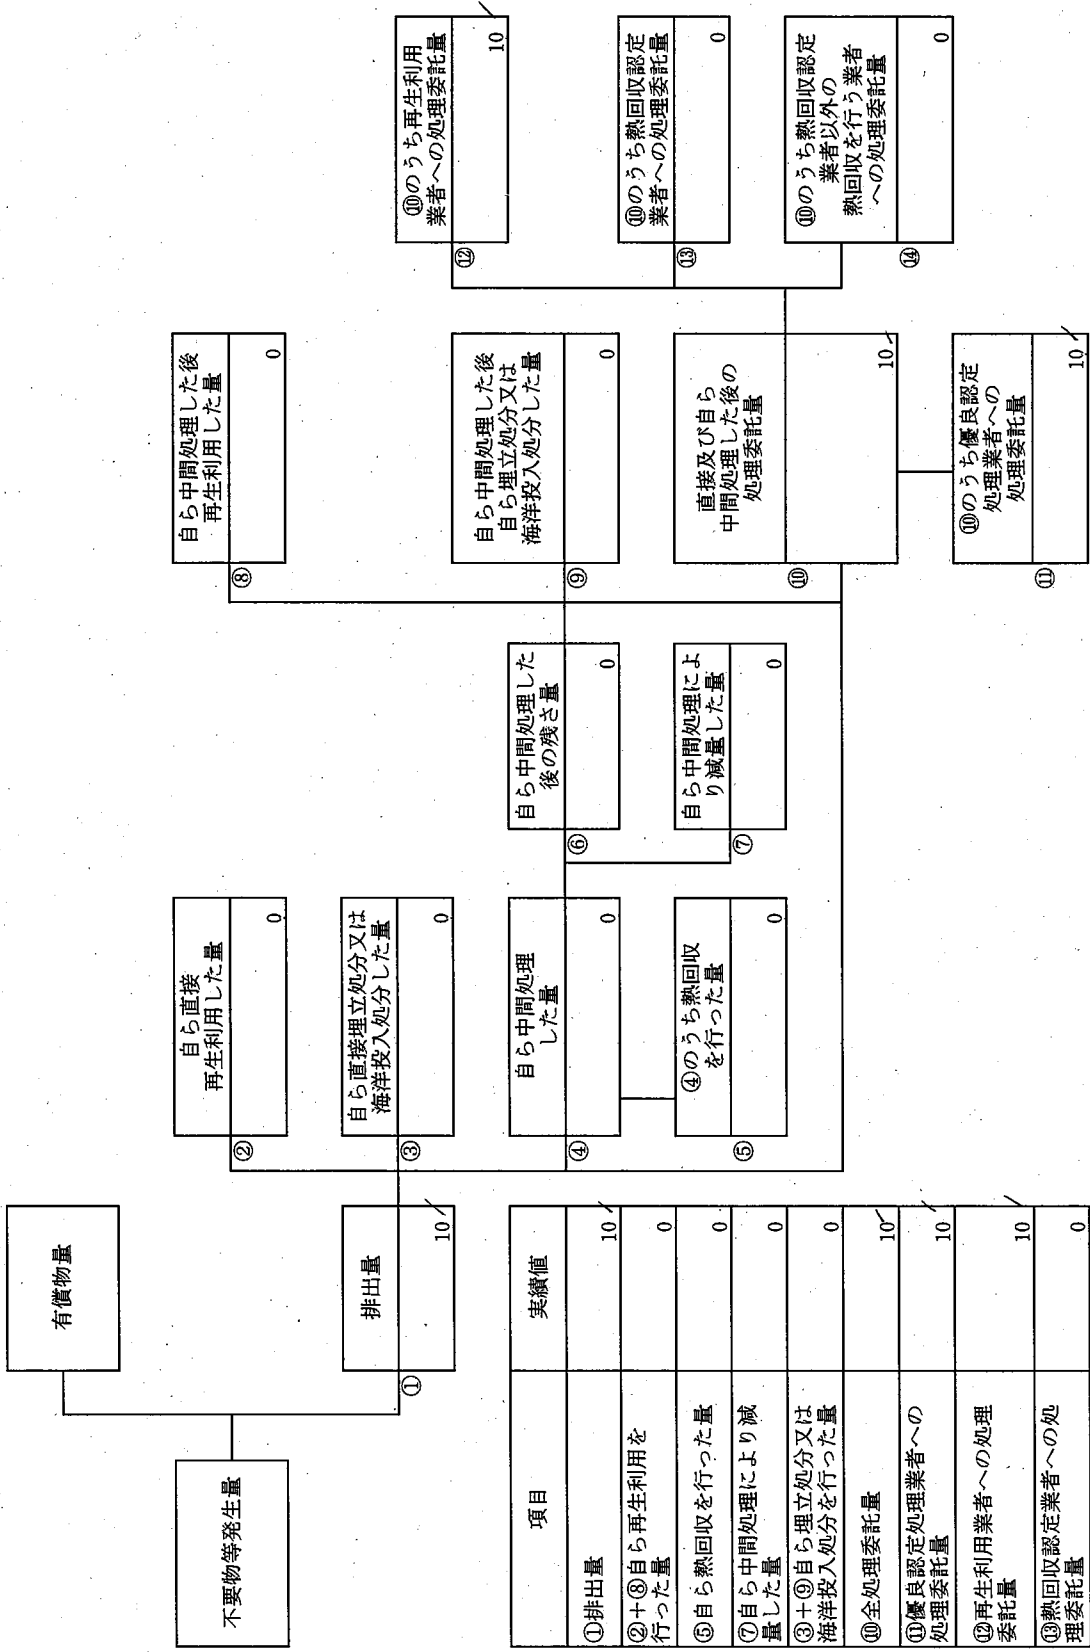 不要物等発生量
有償物量
排出量
①
10
②
自ら直接
再生利用した量
0
③
自ら直接埋立処分又は
海洋投入処分した量
0
④
自ら中間処理
した量
0
⑤
④のうち熱回収
を行った量
0
⑥
自ら中間処理した
後の残さ量
0
⑦
自ら中間処理によ
り減量した量
0
⑧
自ら中間処理した後
再生利用した量
0
⑨
自ら中間処理した後
自ら埋立処分又は
海洋投入処分した量
0
⑩
直接及び自ら
中間処理した後の
処理委託量
10
⑪
⑩のうち優良認定
処理業者への
処理委託量
10
⑫
⑩のうち再生利用
業者への処理委託量
10
⑬
⑩のうち熱回収認定
業者への処理委託量
0
⑭
⑩のうち熱回収認定
業者以外の
熱回収を行う業者
への処理委託量
0
項目 実績値
①排出量 10
②+⑧自ら再生利用を
行った量 0
⑤自ら熱回収を行った量 0
⑦自ら中間処理により減
量した量 0
③+⑨自ら埋立処分又は
海洋投入処分を行った量 0
⑩全処理委託量 10
⑪優良認定処理業者への
処理委託量 10
⑫再生利用業者への処理
委託量 10
⑬熱回収認定業者への処
理委託量 0